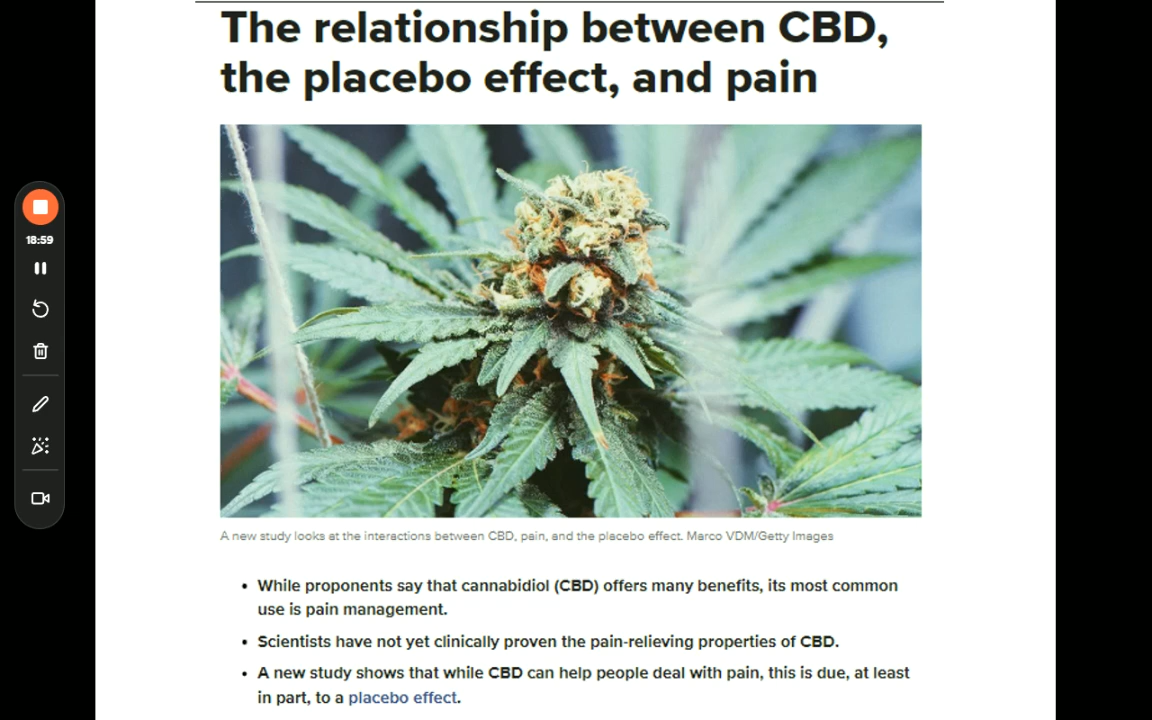 The relationship between CBD,
the placebo effect, and pain
18:59
A new study looks at the interactions between CBD, pain, and the placebo effect. Marco VDM/Getty Images
• While proponents say that cannabidiol (CBD) offers many benefits, its most common
use is pain management.
• Scientists have not yet clinically proven the pain-relieving properties of CBD.
• A new study shows that while CBD can help people deal with pain, this is due, at least
in part, to a placebo effect.